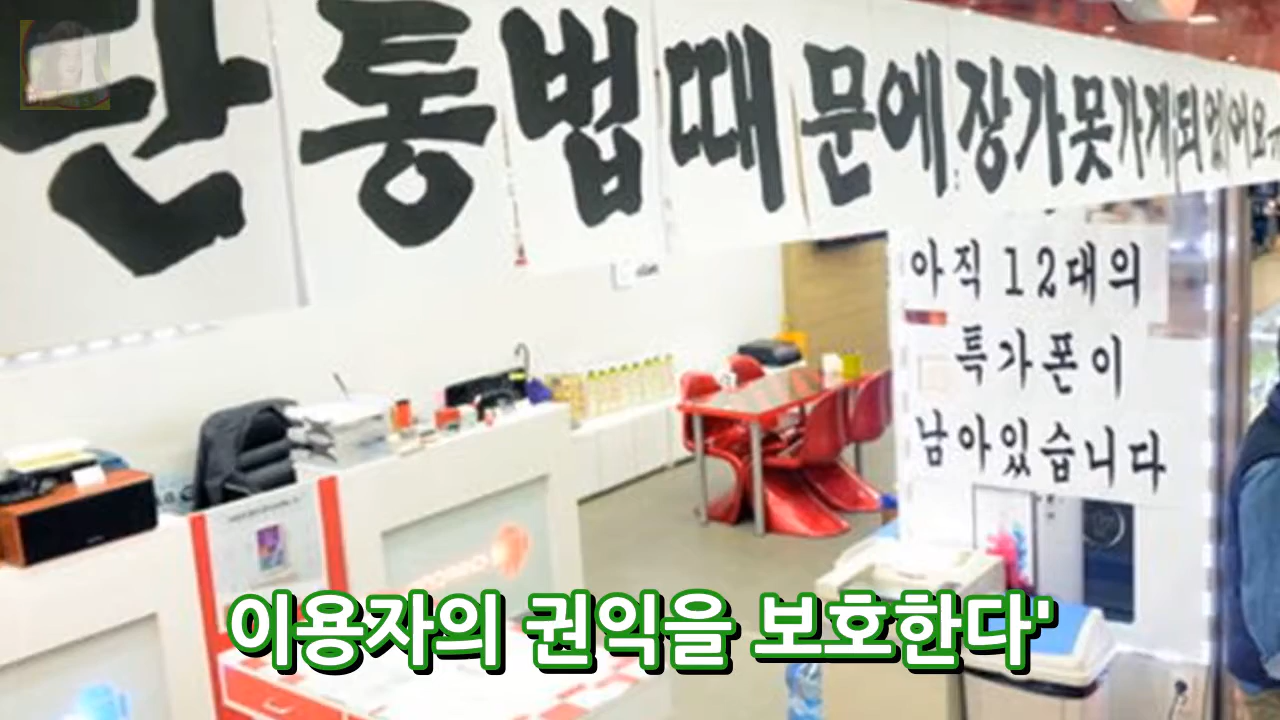 단통법때문에장가못가게되었어요
아직 12대의
특가폰이
남아있습니다
이용자의 권익을 보호한다'